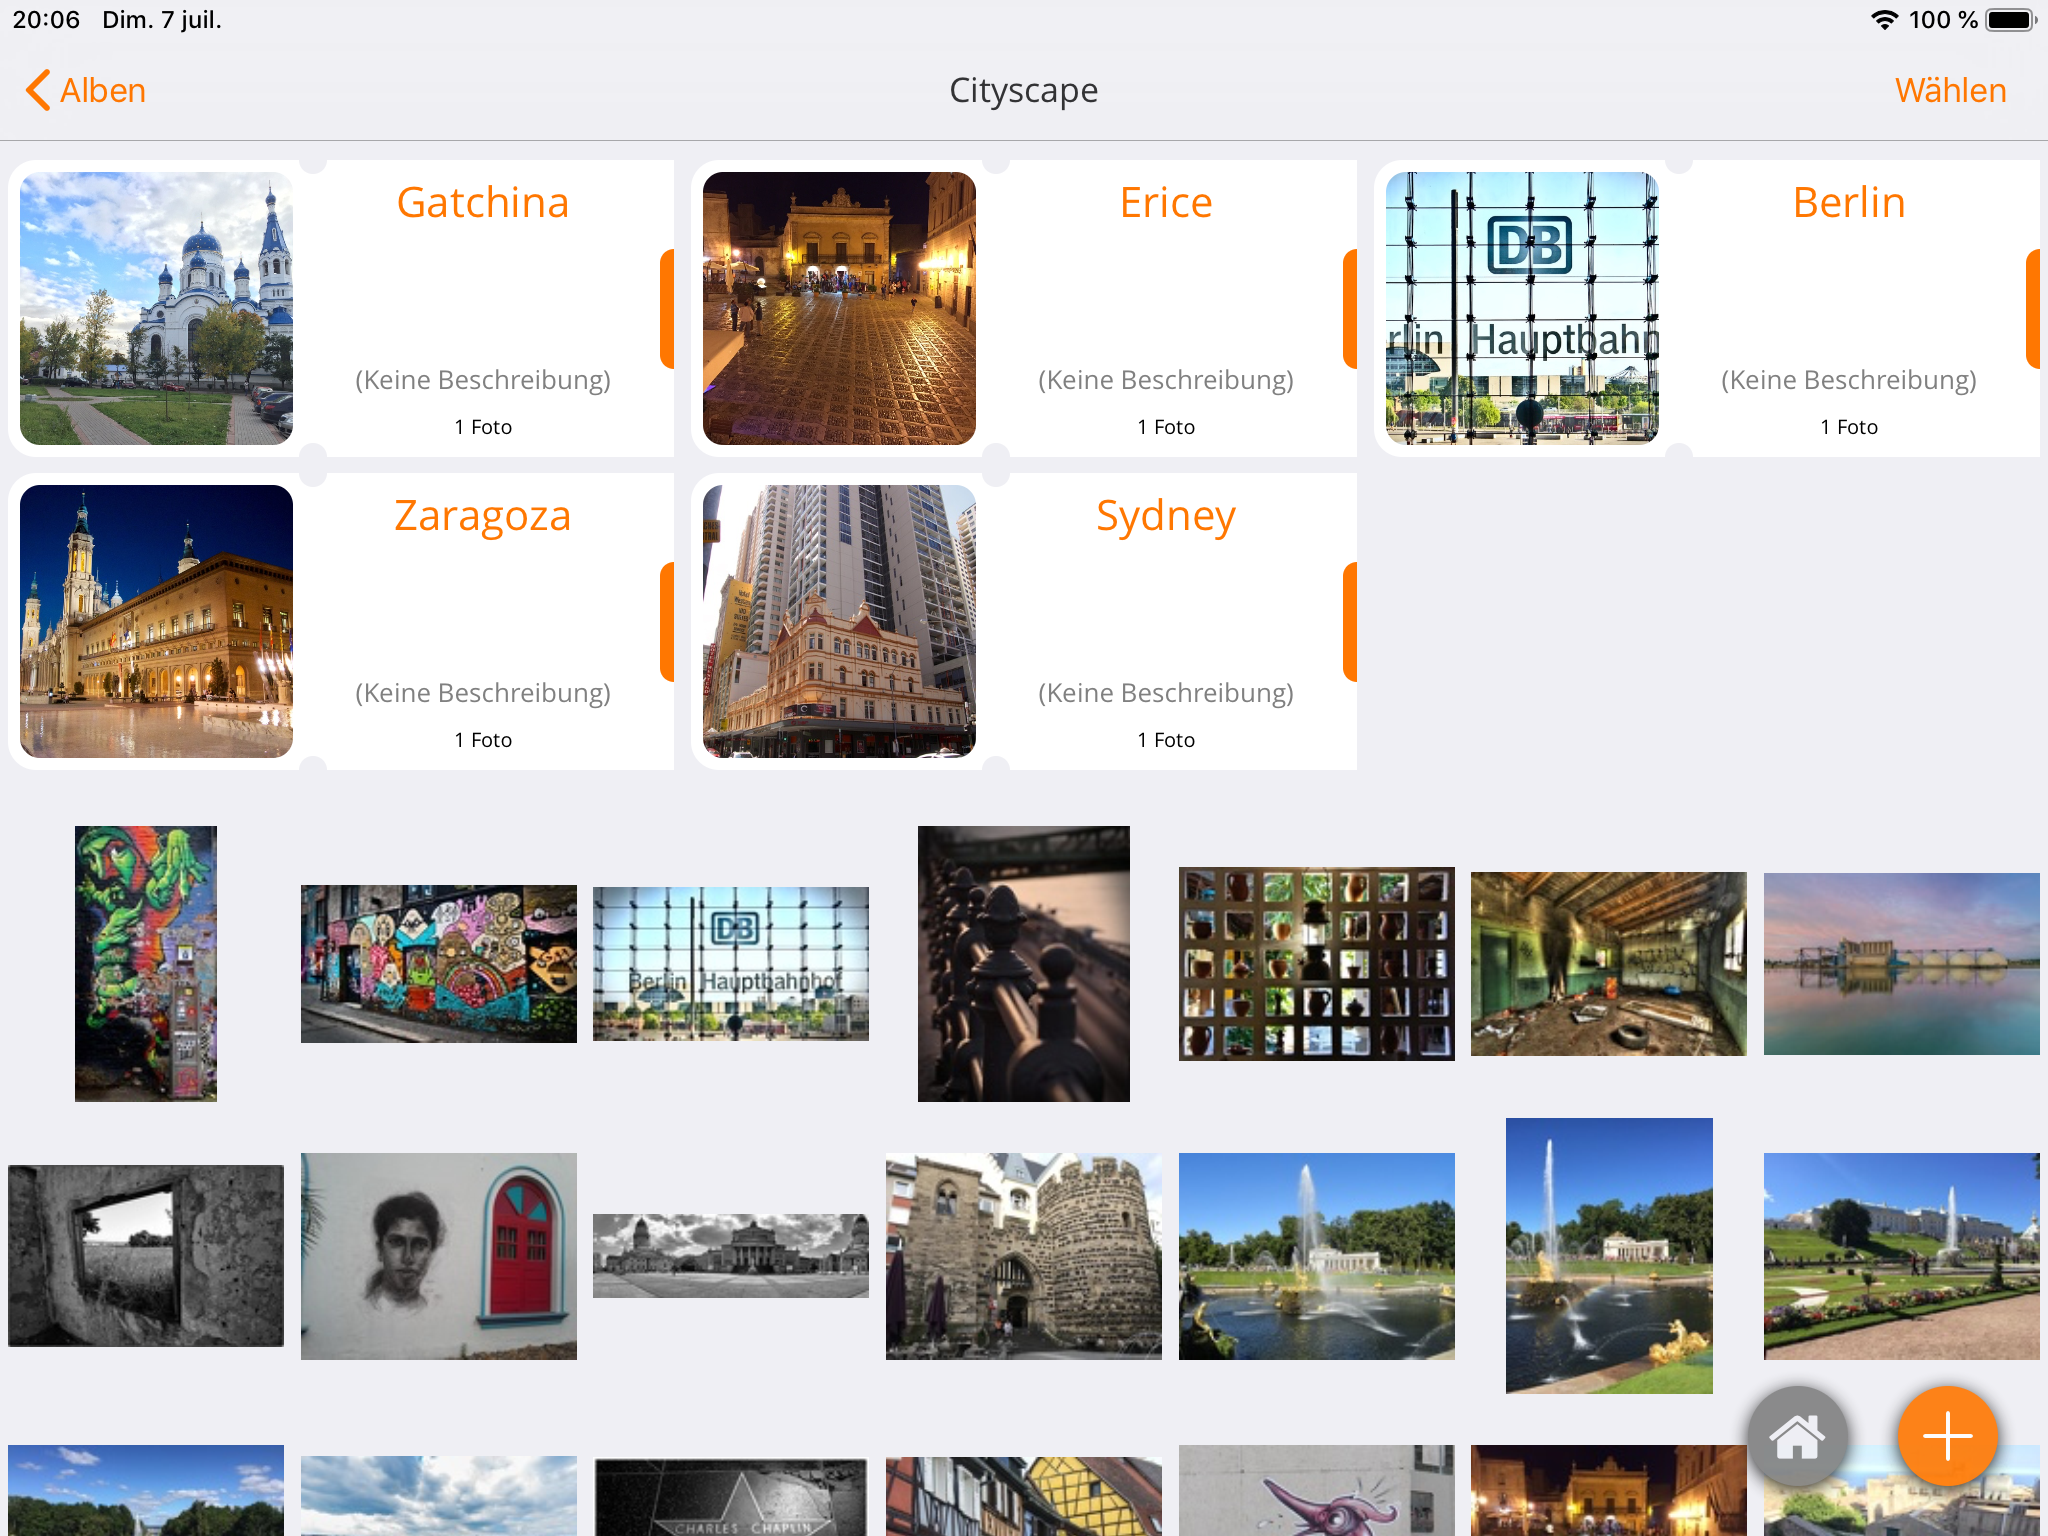 20:06 Dim. 7 juil.
100 %
Alben
Cityscape
Wählen
Gatchina
(Keine Beschreibung)
1 Foto
Erice
(Keine Beschreibung)
1 Foto
DB
rlin Hauptbahn
Berlin
(Keine Beschreibung)
1 Foto
Zaragoza
(Keine Beschreibung)
1 Foto
Sydney
(Keine Beschreibung)
1 Foto
DB
Berlin Hauptbahnhof
CHARLES CHAPLIN